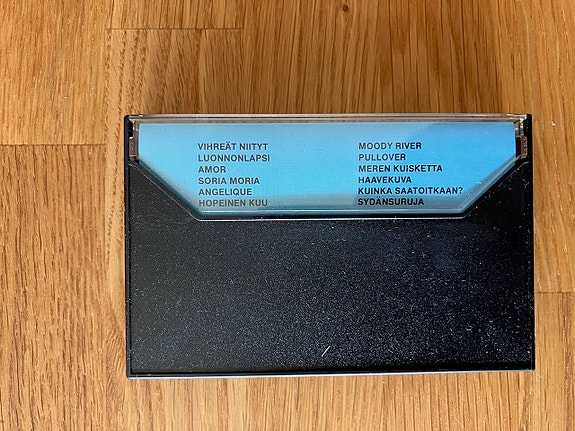 VIHREÄT NIITYT
LUONNONLAPSI
AMOR
SORIA MORIA
ANGELIQUE
HOPEINEN KUU
MOODY RIVER
PULLOVER
MEREN KUISKETTA
HAAVEKUVA
KUINKA SAATOITKAAN?
SYDÄNSURUJA